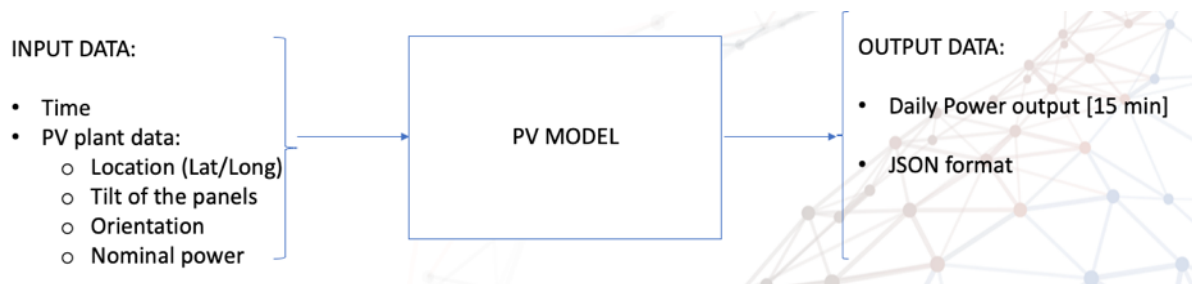 INPUT DATA:
• Time
• PV plant data:
o Location (Lat/Long)
o Tilt of the panels
o Orientation
o Nominal power
PV MODEL
OUTPUT DATA:
• Daily Power output [15 min]
• JSON format